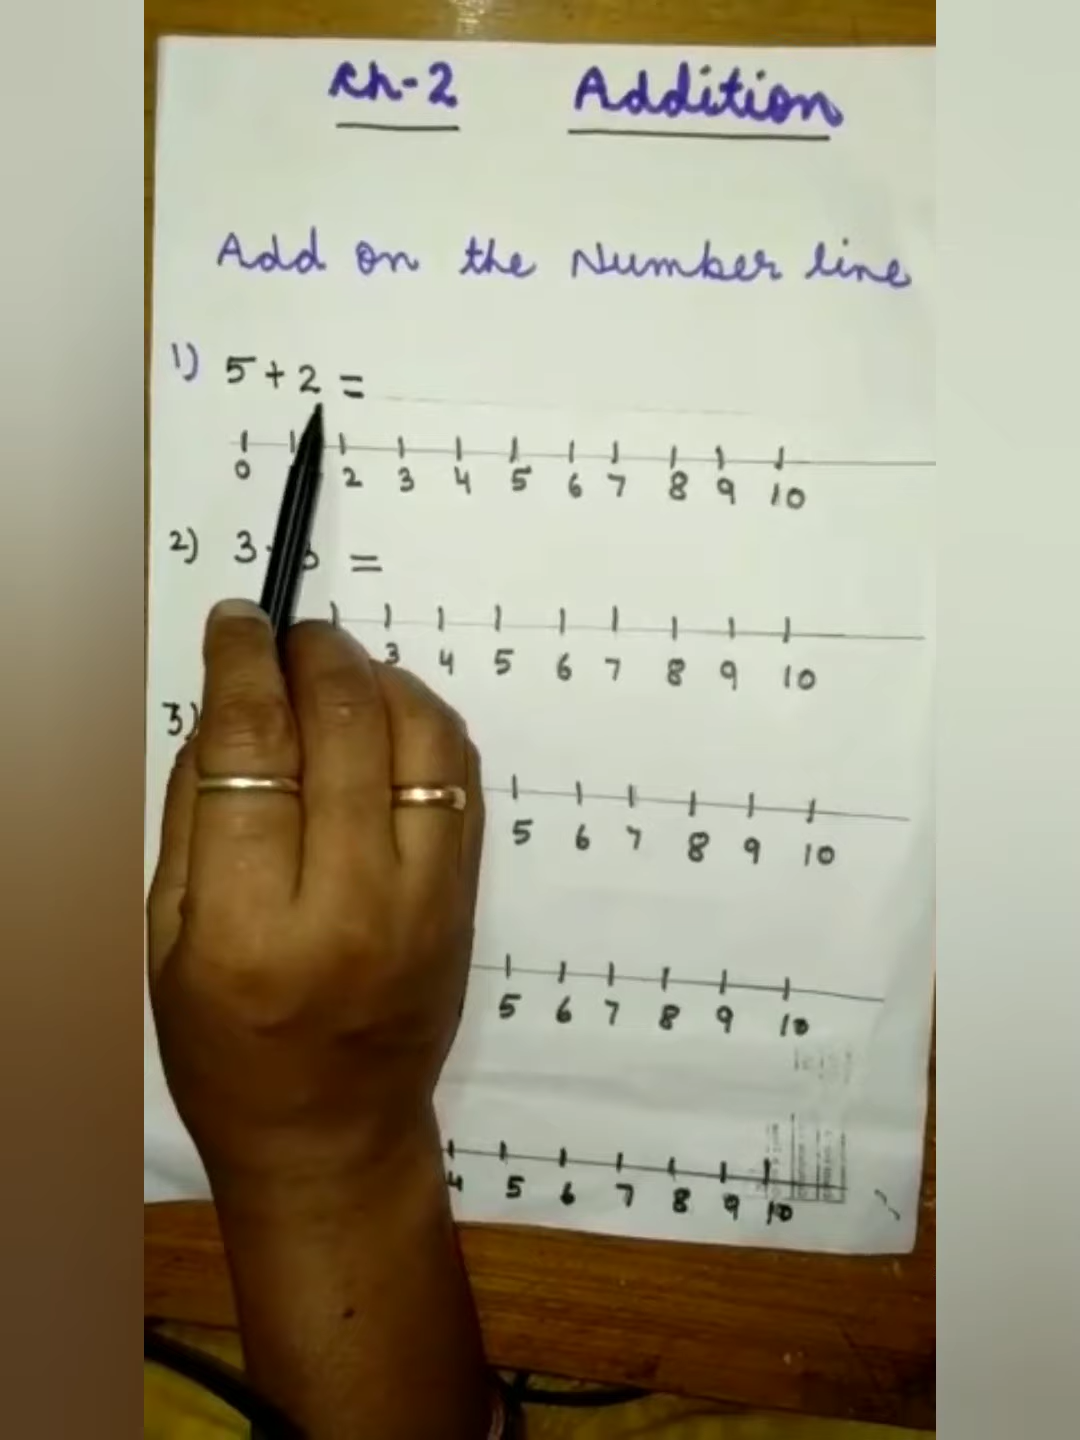 Ch-2 Addition
Add on the Number line
1) 5 + 2 =
0 2 3 4 5 6 7 8 9 10
2) 3 =
3 4 5 6 7 8 9 10
3)
5 6 7 8 9 10
5 6 7 8 9 10
4 5 6 7 8 9 10